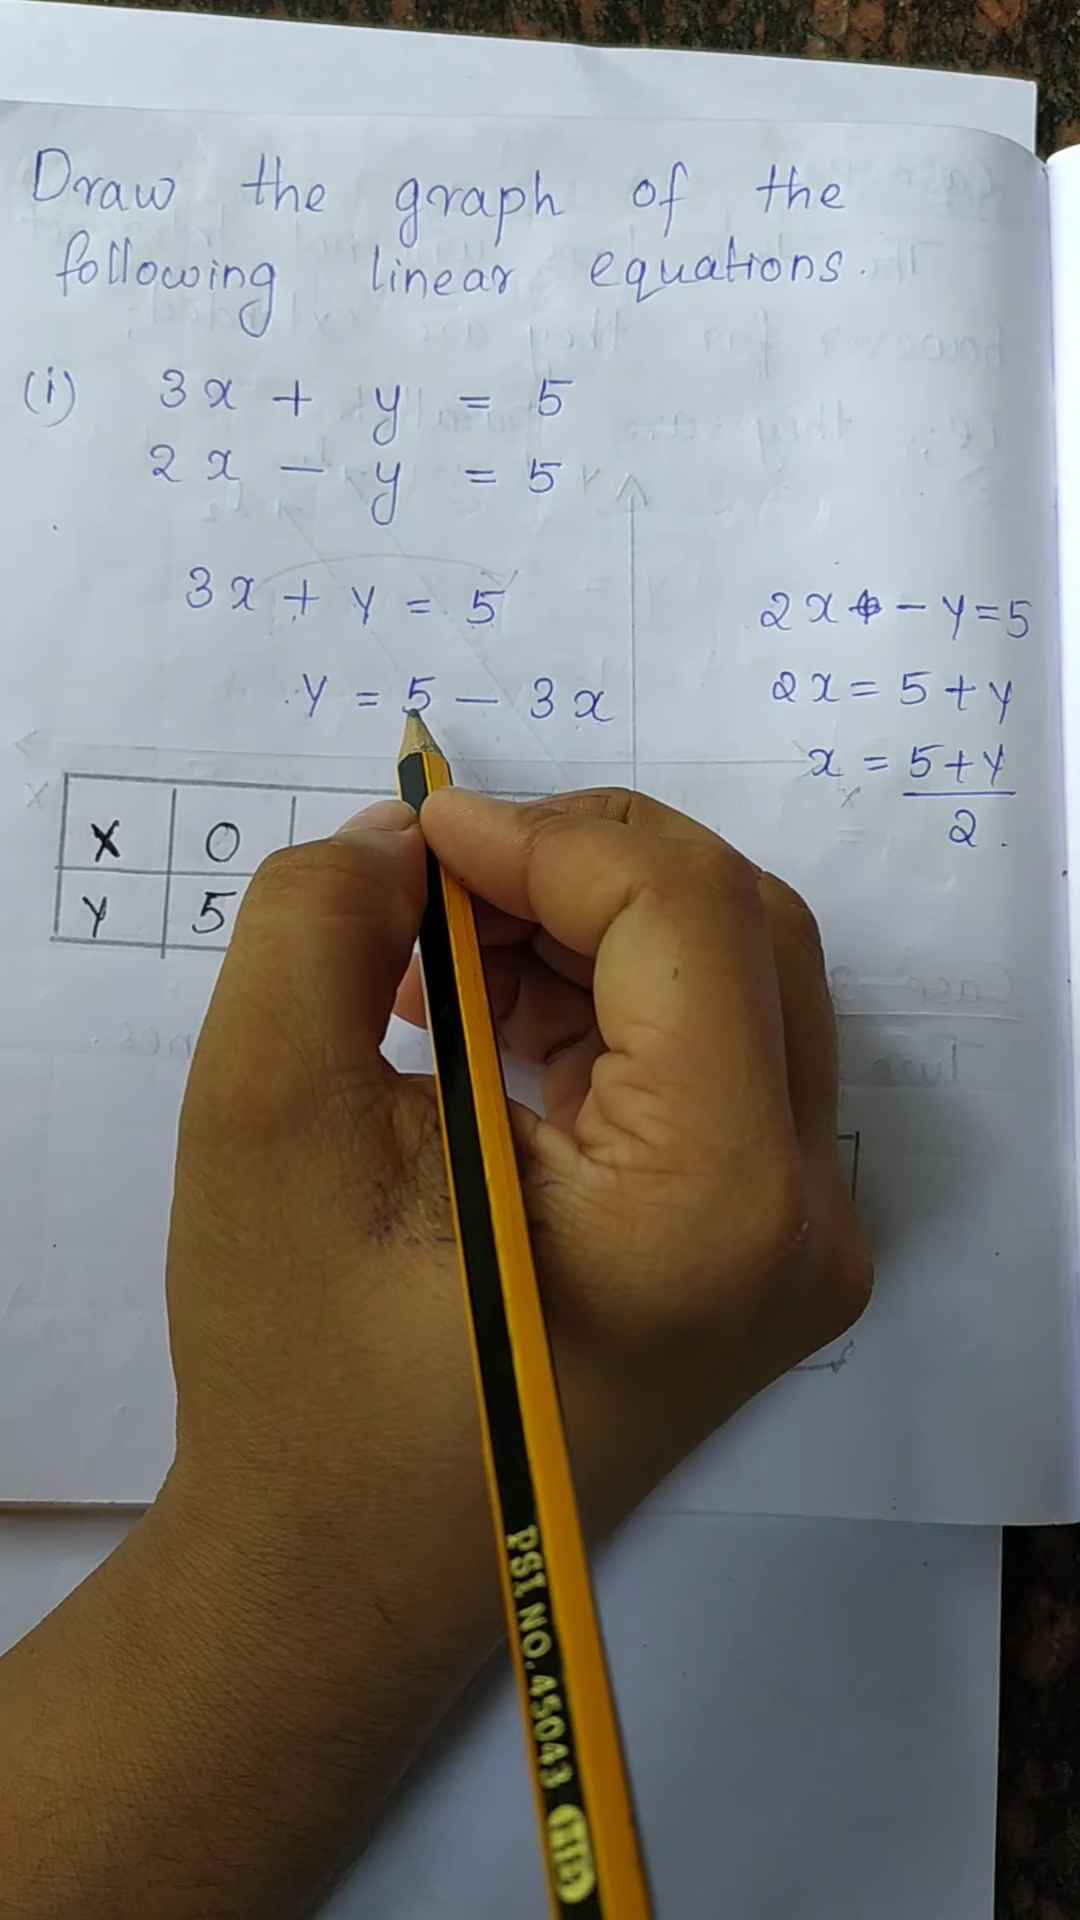 Draw the graph of the
following linear equations.
(i) 3x + y = 5
2x - y = 5
3x + y = 5
y = 5 - 3x
2x - y = 5
2x = 5 + y
x = 5+y
2.
X 0
Y 5
PSI NO. 45043